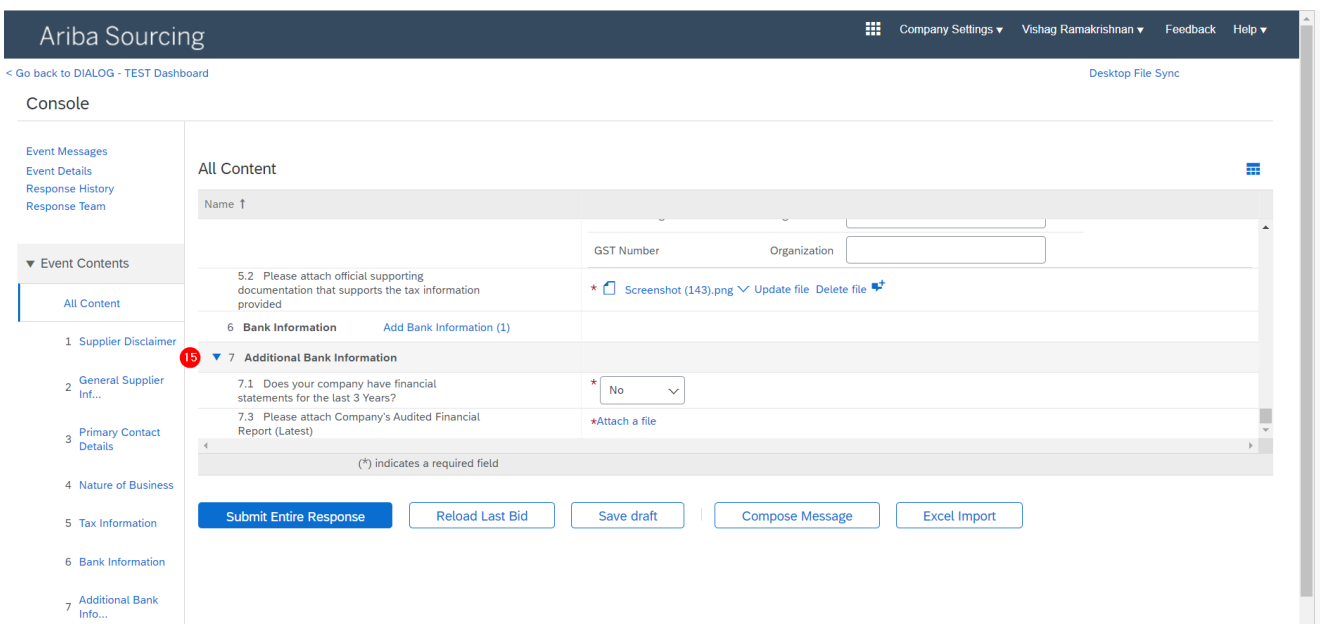 Ariba Sourcing
Company Settings ▾
Vishag Ramakrishnan ▾
Feedback
Help ▾
< Go back to DIALOG - TEST Dashboard
Desktop File Sync
Console
Event Messages
Event Details
Response History
Response Team
▼ Event Contents
All Content
1 Supplier Disclaimer
2 General Supplier
Inf...
3 Primary Contact
Details
4 Nature of Business
5 Tax Information
6 Bank Information
7 Additional Bank
Info...
All Content
Name ↑
GST Number
Organization
5.2 Please attach official supporting
documentation that supports the tax information
provided
* Screenshot (143).png Update file Delete file
6 Bank Information Add Bank Information (1)
15 ▼ 7 Additional Bank Information
7.1 Does your company have financial
statements for the last 3 Years?
* No
7.3 Please attach Company's Audited Financial
Report (Latest)
*Attach a file
(*) indicates a required field
Submit Entire Response
Reload Last Bid
Save draft
Compose Message
Excel Import